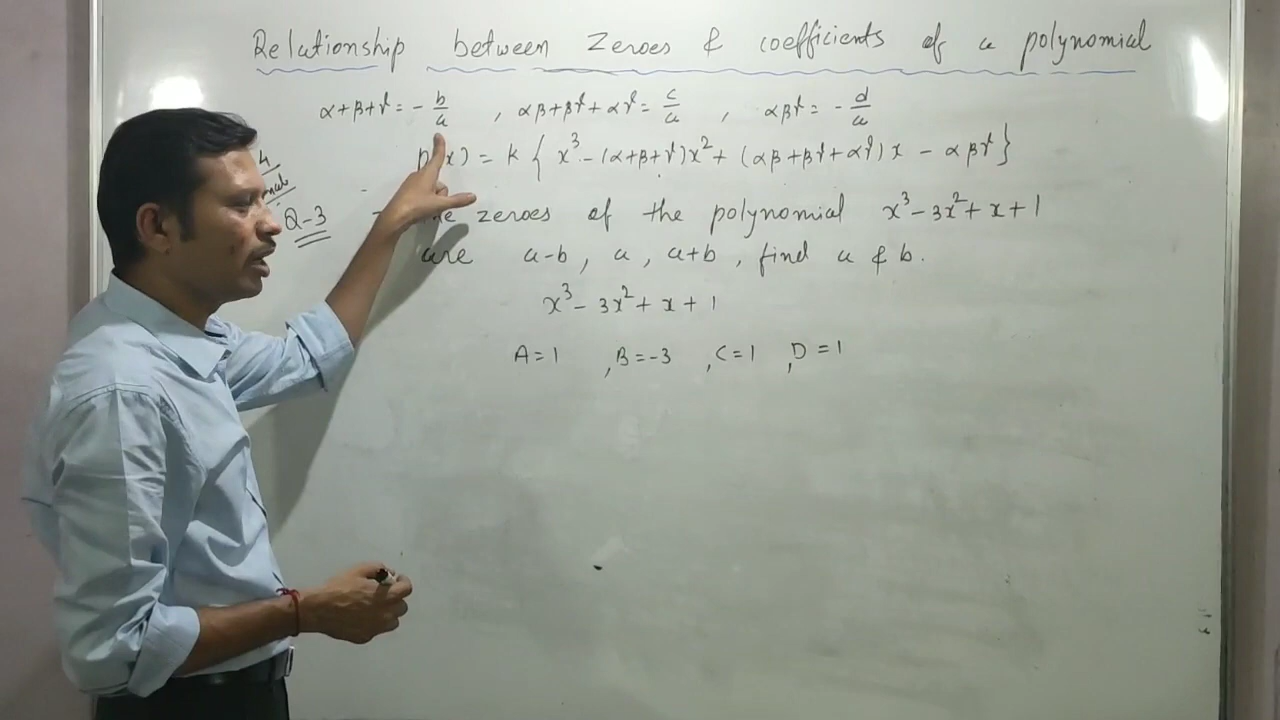 Relationship between Zeroes & coefficients of a polynomial
α+β+γ = -b/a , αβ+βγ+αγ = c/a , αβγ = -d/a
p(x) = K { x³-(α+β+γ)x²+ (αβ+βγ+αγ)x - αβγ }
Q-3 zeroes of the polynomial x³-3x²+x+1
are a-b, a, a+b, find a & b.
x³-3x²+x+1
A=1 , B=-3 , C=1 , D=1